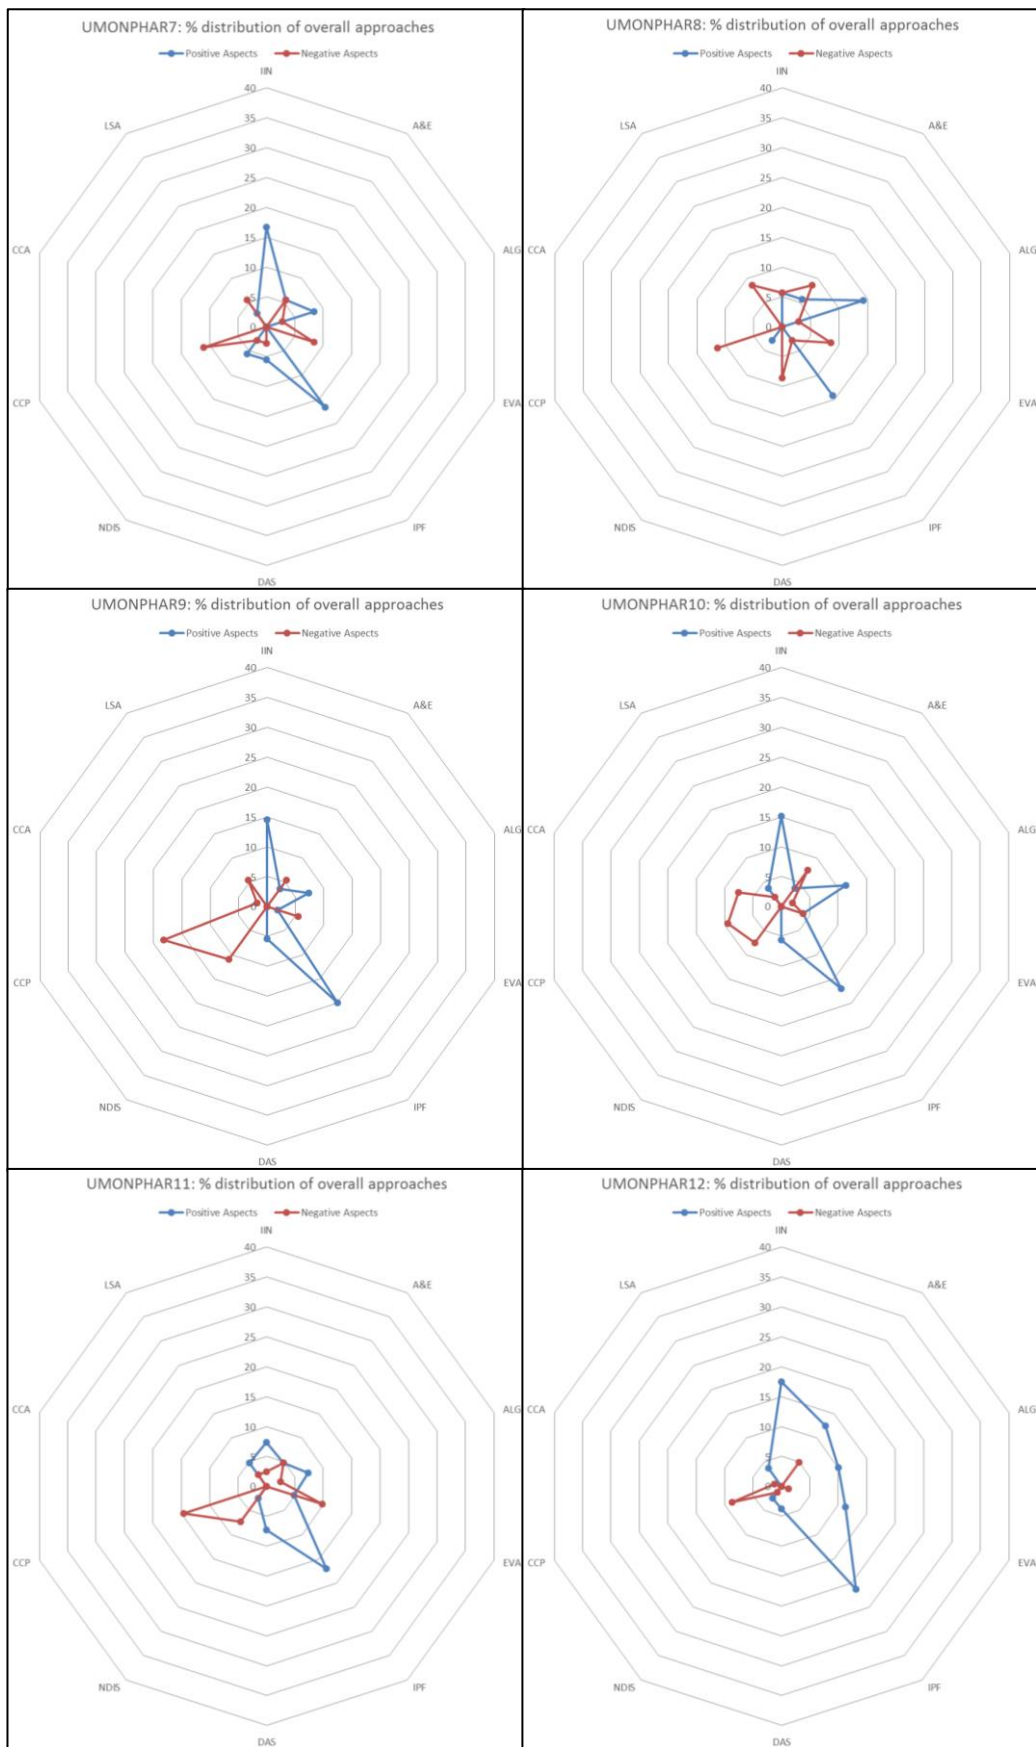 UMONPHAR7: % distribution of overall approaches
Positive Aspects Negative Aspects
IIN
40
LSA A&E
35
30
25
20
CCA 15 ALG
10
5
0
CCP EVA
NDIS IPF
DAS
UMONPHAR8: % distribution of overall approaches
Positive Aspects Negative Aspects
IIN
40
LSA A&E
35
30
25
20
CCA 15 ALG
10
5
0
CCP EVA
NDIS IPF
DAS
UMONPHAR9: % distribution of overall approaches
Positive Aspects Negative Aspects
IIN
40
LSA A&E
35
30
25
20
CCA 15 ALG
10
5
0
CCP EVA
NDIS IPF
DAS
UMONPHAR10: % distribution of overall approaches
Positive Aspects Negative Aspects
IIN
40
LSA A&E
35
30
25
20
CCA 15 ALG
10
5
0
CCP EVA
NDIS IPF
DAS
UMONPHAR11: % distribution of overall approaches
Positive Aspects Negative Aspects
IIN
40
LSA A&E
35
30
25
20
CCA 15 ALG
10
5
0
CCP EVA
NDIS IPF
DAS
UMONPHAR12: % distribution of overall approaches
Positive Aspects Negative Aspects
IIN
40
LSA A&E
35
30
25
20
CCA 15 ALG
10
5
0
CCP EVA
NDIS IPF
DAS